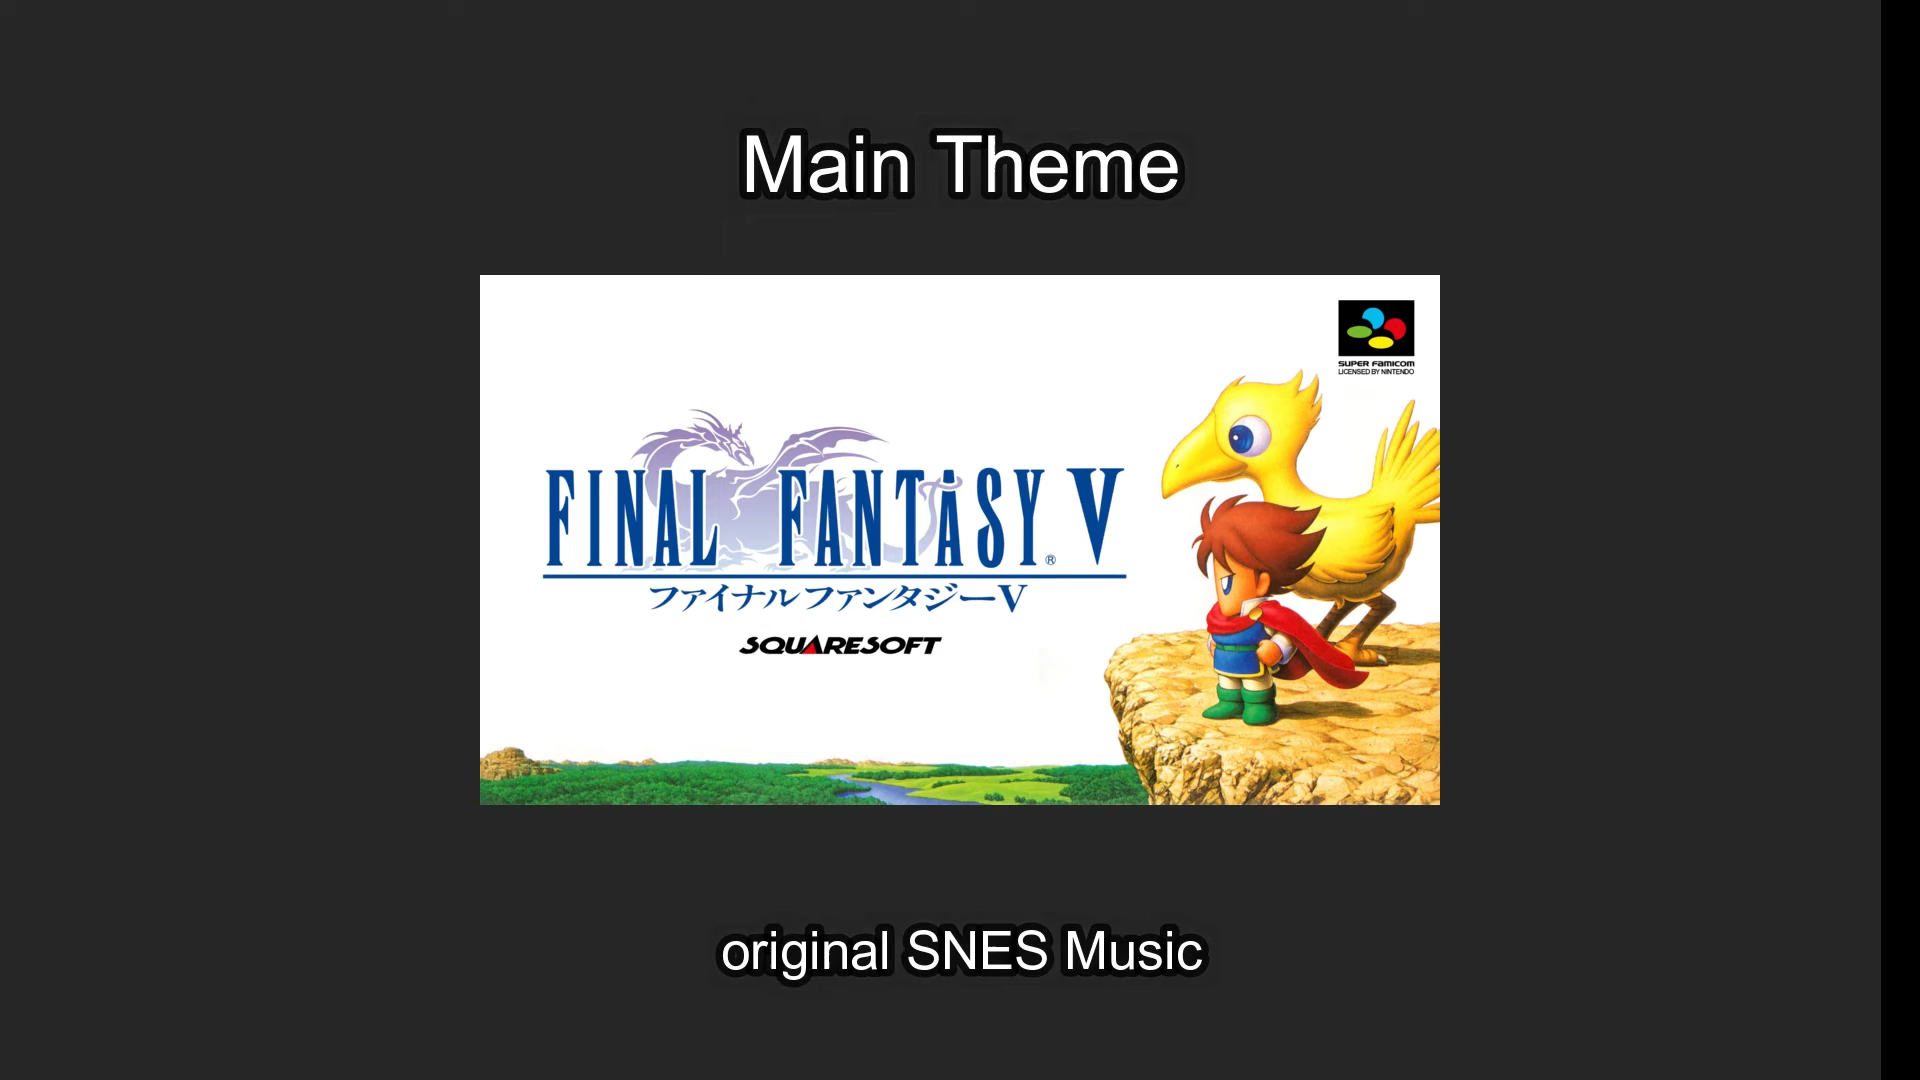 Main Theme
SUPER FAMICOM
LICENSED BY NINTENDO
FINAL FANTASY® V
ファイナルファンタジーV
SQUARESOFT
original SNES Music